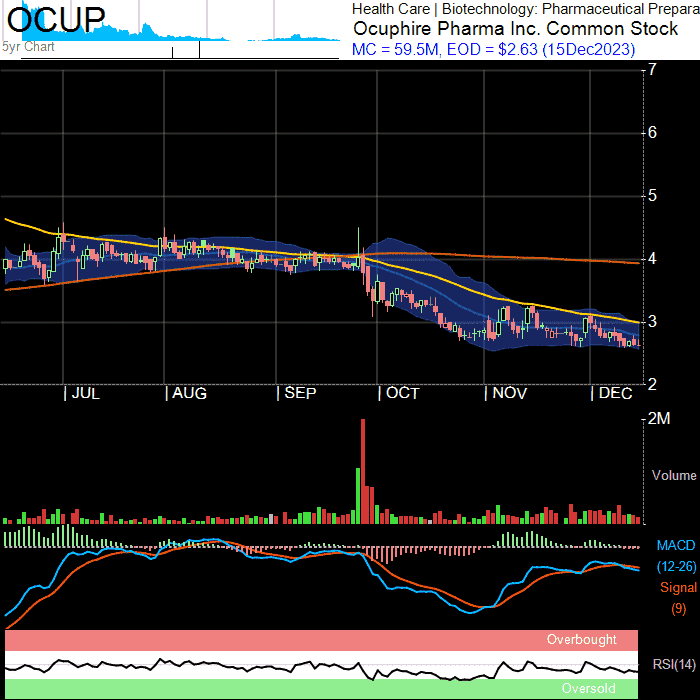 OCUP
5yr Chart
Health Care | Biotechnology: Pharmaceutical Prepara
Ocuphire Pharma Inc. Common Stock
MC = 59.5M, EOD = $2.63 (15Dec2023)
7
6
5
4
3
2
| JUL | AUG | SEP | OCT | NOV | DEC
2M
Volume
MACD
(12-26)
Signal
(9)
Overbought
RSI(14)
Oversold